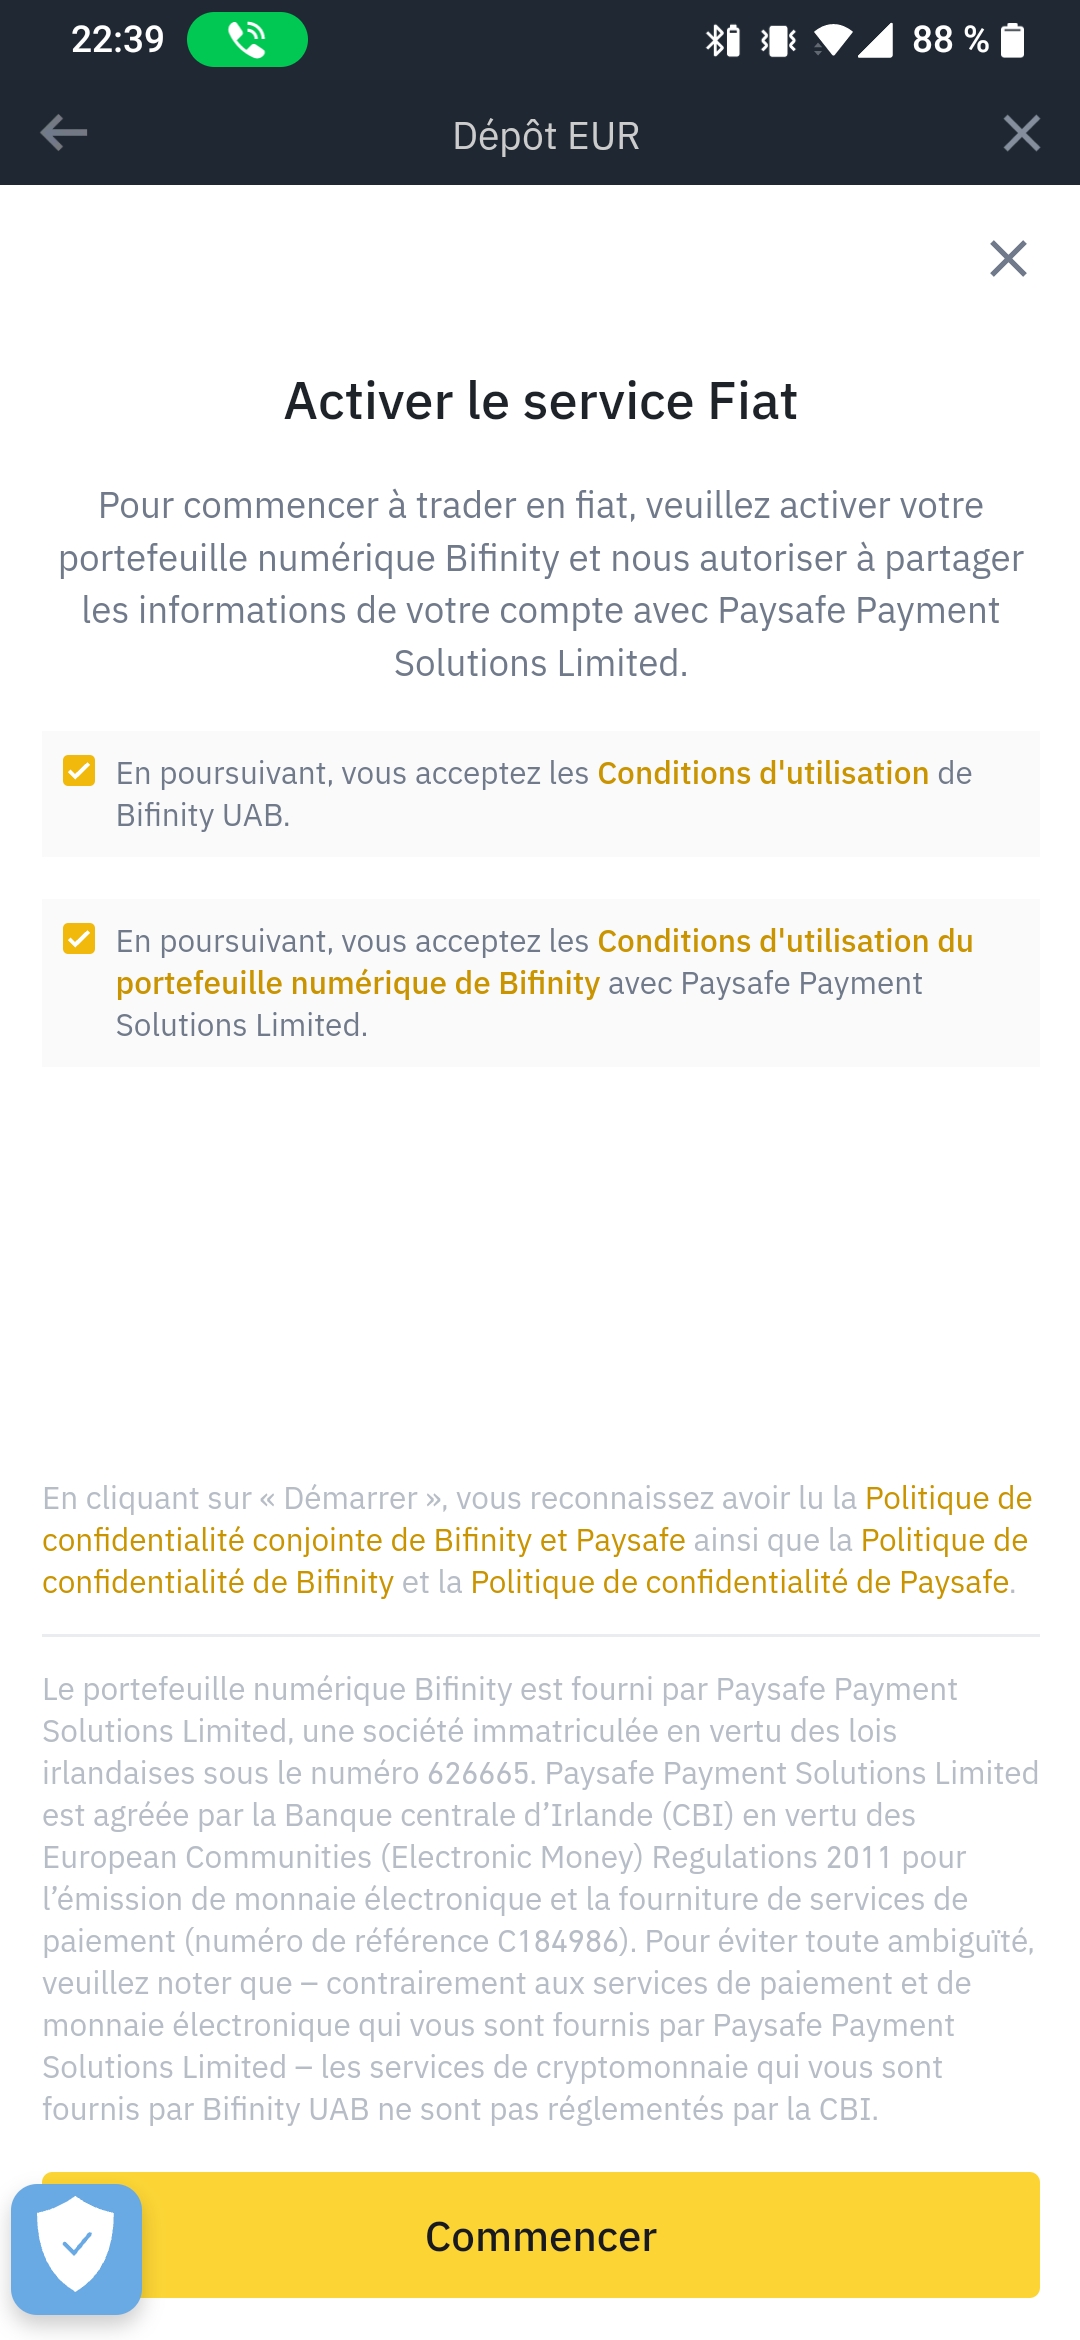 22:39
88 %
Dépôt EUR
Activer le service Fiat
Pour commencer à trader en fiat, veuillez activer votre
portefeuille numérique Bifinity et nous autoriser à partager
les informations de votre compte avec Paysafe Payment
Solutions Limited.
En poursuivant, vous acceptez les Conditions d'utilisation de
Bifinity UAB.
En poursuivant, vous acceptez les Conditions d'utilisation du
portefeuille numérique de Bifinity avec Paysafe Payment
Solutions Limited.
En cliquant sur « Démarrer », vous reconnaissez avoir lu la Politique de
confidentialité conjointe de Bifinity et Paysafe ainsi que la Politique de
confidentialité de Bifinity et la Politique de confidentialité de Paysafe.
Le portefeuille numérique Bifinity est fourni par Paysafe Payment
Solutions Limited, une société immatriculée en vertu des lois
irlandaises sous le numéro 626665. Paysafe Payment Solutions Limited
est agréée par la Banque centrale d’Irlande (CBI) en vertu des
European Communities (Electronic Money) Regulations 2011 pour
l’émission de monnaie électronique et la fourniture de services de
paiement (numéro de référence C184986). Pour éviter toute ambiguïté,
veuillez noter que – contrairement aux services de paiement et de
monnaie électronique qui vous sont fournis par Paysafe Payment
Solutions Limited – les services de cryptomonnaie qui vous sont
fournis par Bifinity UAB ne sont pas réglementés par la CBI.
Commencer